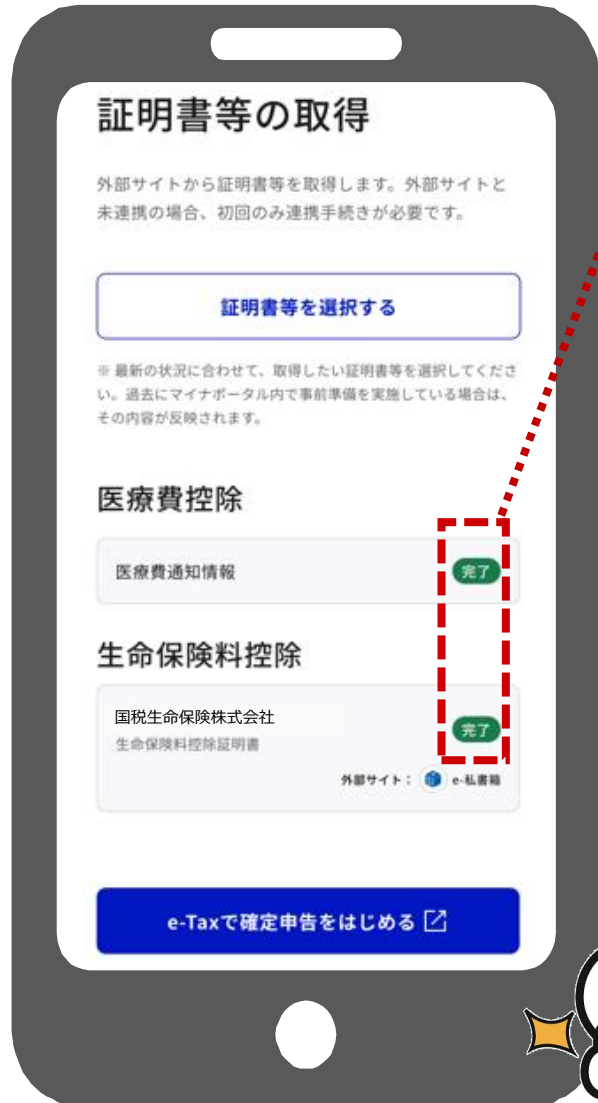 証明書等の取得
外部サイトから証明書等を取得します。外部サイトと
未連携の場合、初回のみ連携手続きが必要です。
証明書等を選択する
※ 最新の状況に合わせて、取得したい証明書等を選択してくださ
い。過去にマイナポータル内で事前準備を実施している場合は、
その内容が反映されます。
医療費控除
医療費通知情報 完了
生命保険料控除
国税生命保険株式会社 完了
生命保険料控除証明書
外部サイト： e-私書箱
e-Taxで確定申告をはじめる